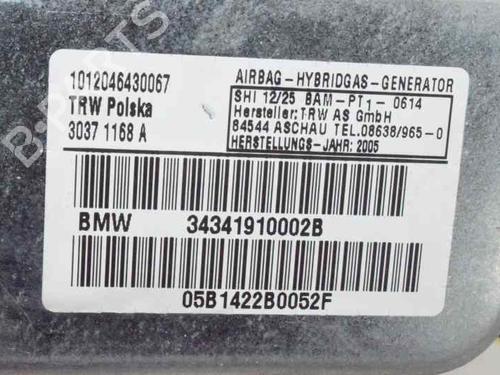 1012046430067
TRW Polska
3037 1168 A
AIRBAG-HYBRIDGAS-GENERATOR
SHI 12/25 BAM-PT1-0614
Hersteller:TRW AS GmbH
84544 ASCHAU TEL.08638/965-0
HERSTELLUNGS-JAHR: 2005
BMW 34341910002B
05B1422B0052F